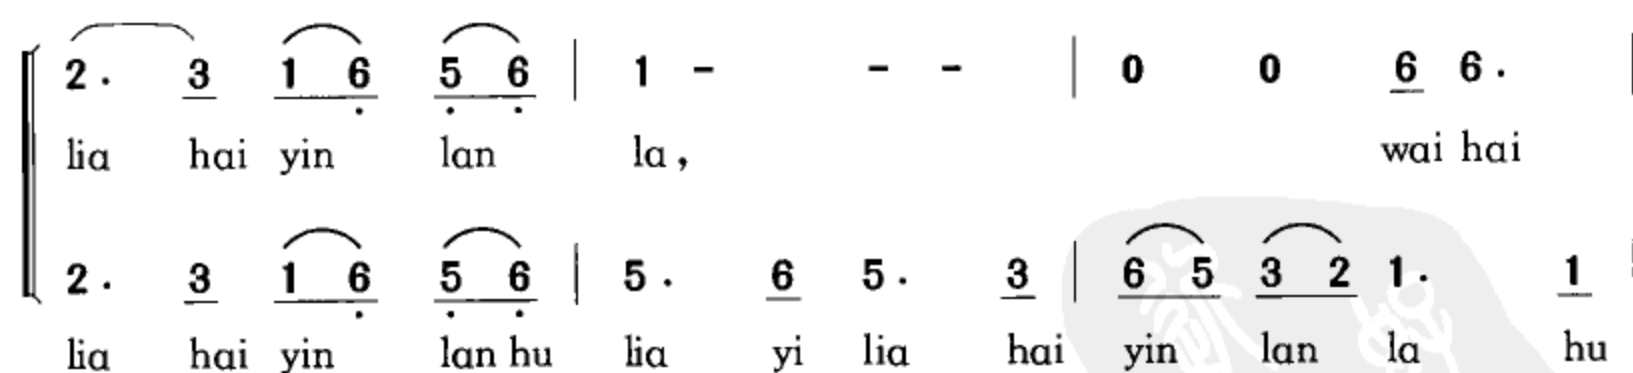 2. 3 1 6 5 6 | 1 - - - | 0 0 6 6. |
lia hai yin lan la, wai hai
2. 3 1 6 5 6 | 5. 6 5. 3 | 6 5 3 2 1. 1
lia hai yin lan hu lia yi lia hai yin lan la hu